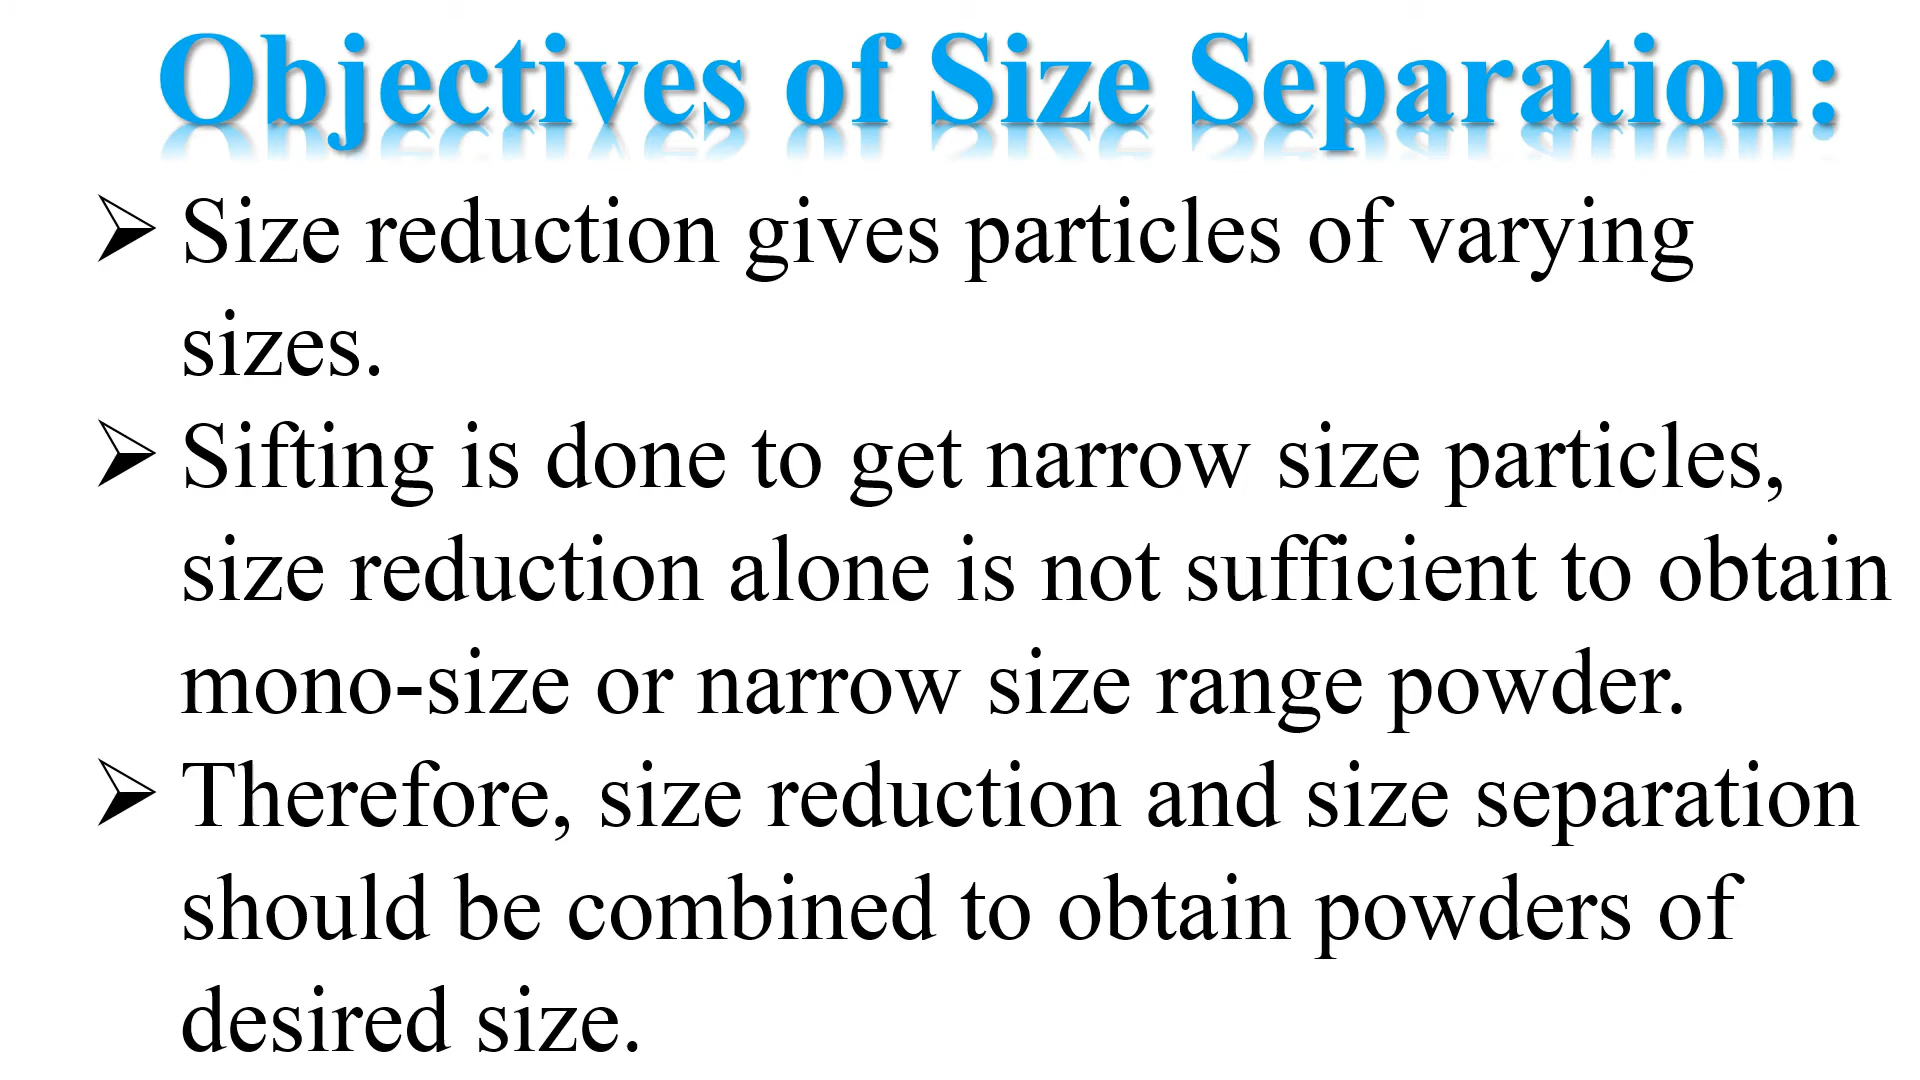 Objectives of Size Separation:
➢ Size reduction gives particles of varying
sizes.
➢ Sifting is done to get narrow size particles,
size reduction alone is not sufficient to obtain
mono-size or narrow size range powder.
➢ Therefore, size reduction and size separation
should be combined to obtain powders of
desired size.